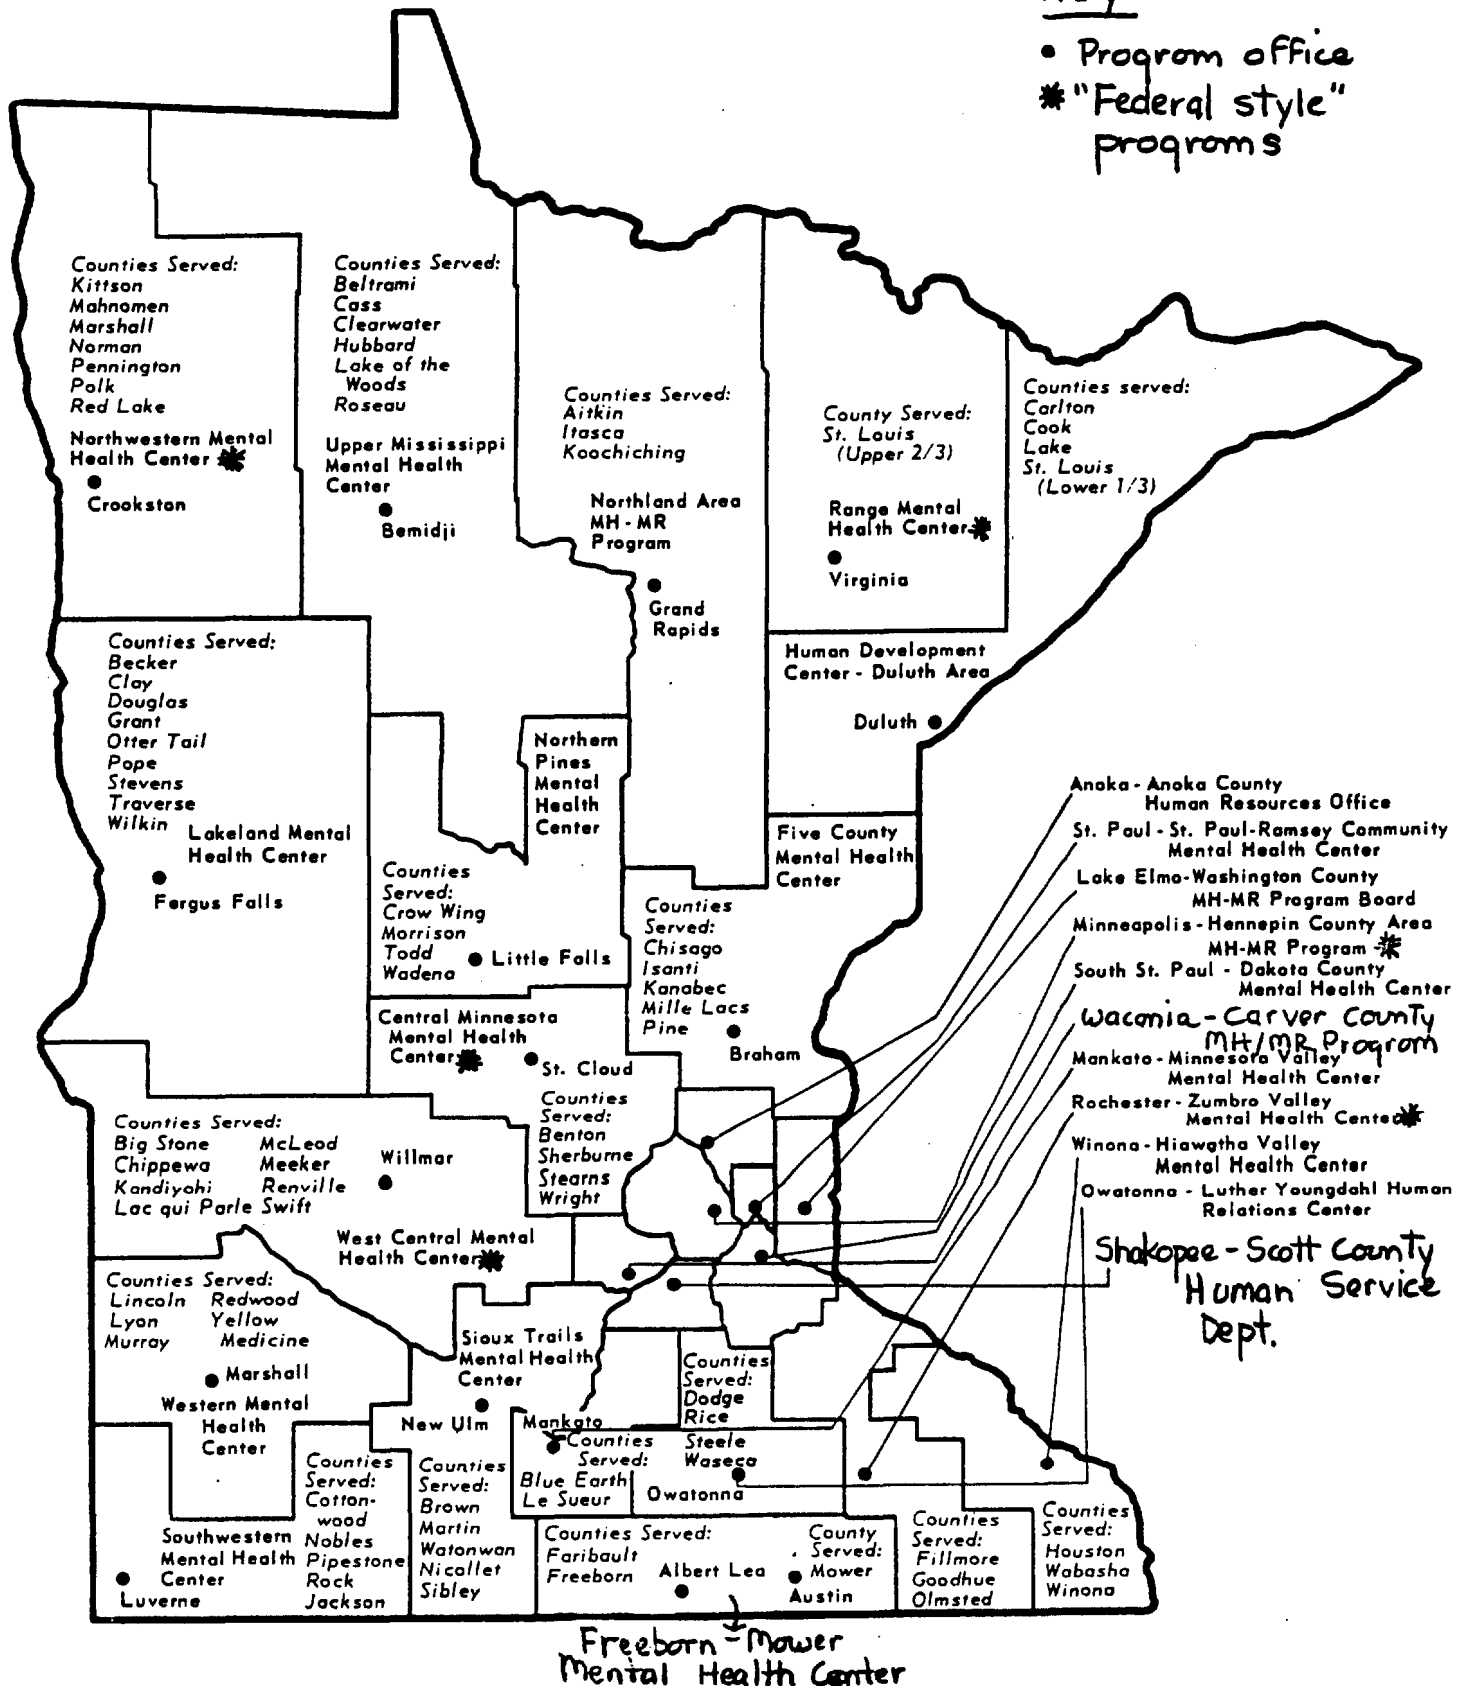 • Program office
* "Federal style"
programs
Counties Served:
Kittson
Mahnomen
Marshall
Norman
Pennington
Polk
Red Lake
Northwestern Mental
Health Center *
Crookston
Counties Served:
Beltrami
Cass
Clearwater
Hubbard
Lake of the
Woods
Roseau
Upper Mississippi
Mental Health
Center
Bemidji
Counties Served:
Aitkin
Itasca
Koochiching
Northland Area
MH-MR
Program
Grand
Rapids
County Served:
St. Louis
(Upper 2/3)
Range Mental
Health Center *
Virginia
Counties served:
Carlton
Cook
Lake
St. Louis
(Lower 1/3)
Human Development
Center - Duluth Area
Duluth
Counties Served:
Becker
Clay
Douglas
Grant
Otter Tail
Pope
Stevens
Traverse
Wilkin
Lakeland Mental
Health Center
Fergus Falls
Northern
Pines
Mental
Health
Center
Counties
Served:
Crow Wing
Morrison
Todd
Wadena
Little Falls
Five County
Mental Health
Center
Counties
Served:
Chisago
Isanti
Kanabec
Mille Lacs
Pine
Braham
Central Minnesota
Mental Health
Center *
St. Cloud
Counties
Served:
Benton
Sherburne
Stearns
Wright
Counties Served:
Big Stone McLeod
Chippewa Meeker
Kandiyohi Renville
Lac qui Parle Swift
Willmar
West Central Mental
Health Center *
Counties Served:
Lincoln Redwood
Lyon Yellow
Murray Medicine
Marshall
Western Mental
Health
Center
Sioux Trails
Mental Health
Center
New Ulm
Counties
Served:
Brown
Martin
Watonwan
Nicollet
Sibley
Southwestern
Mental Health
Center
Luverne
Counties
Served:
Cotton-
wood
Nobles
Pipestone
Rock
Jackson
Mankato
Counties
Served:
Blue Earth
Le Sueur
Counties
Served:
Dodge
Rice
Steele
Waseca
Owatonna
Counties Served:
Faribault
Freeborn
Albert Lea
County
Served:
Mower
Austin
Counties
Served:
Fillmore
Goodhue
Olmsted
Counties
Served:
Houston
Wabasha
Winona
Anoka - Anoka County
Human Resources Office
St. Paul - St. Paul-Ramsey Community
Mental Health Center
Lake Elmo-Washington County
MH-MR Program Board
Minneapolis - Hennepin County Area
MH-MR Program *
South St. Paul - Dakota County
Mental Health Center
Waconia - Carver County
MH/MR Program
Mankato - Minnesota Valley
Mental Health Center
Rochester - Zumbro Valley
Mental Health Center *
Winona - Hiawatha Valley
Mental Health Center
Owatonna - Luther Youngdahl Human
Relations Center
Shakopee - Scott County
Human Service
Dept.
Freeborn - Mower
Mental Health Center